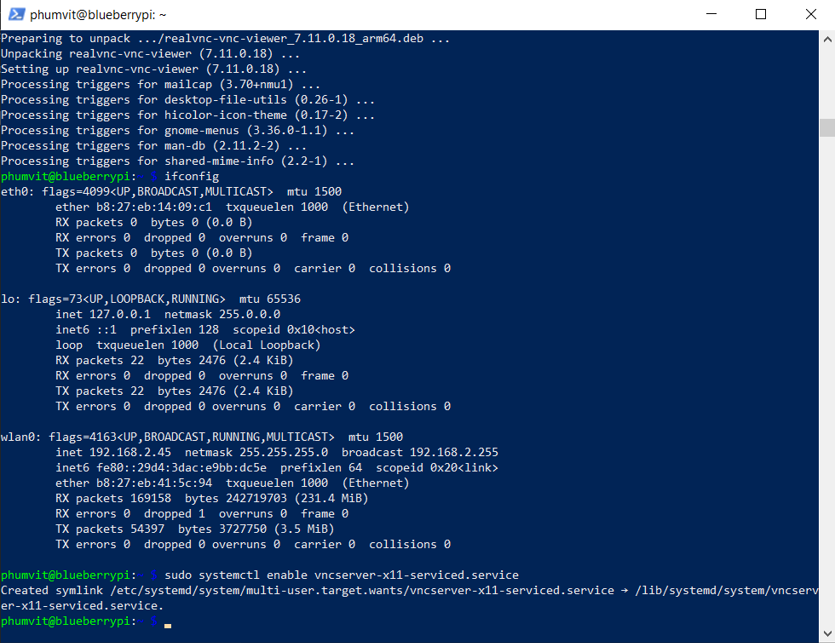 phumvit@blueberrypi: ~
Preparing to unpack .../realvnc-vnc-viewer_7.11.0.18_arm64.deb ...
Unpacking realvnc-vnc-viewer (7.11.0.18) ...
Setting up realvnc-vnc-viewer (7.11.0.18) ...
Processing triggers for mailcap (3.70+nmu1) ...
Processing triggers for desktop-file-utils (0.26-1) ...
Processing triggers for hicolor-icon-theme (0.17-2) ...
Processing triggers for gnome-menus (3.36.0-1.1) ...
Processing triggers for man-db (2.11.2-2) ...
Processing triggers for shared-mime-info (2.2-1) ...
phumvit@blueberrypi:~ $ ifconfig
eth0: flags=4099<UP,BROADCAST,MULTICAST>  mtu 1500
        ether b8:27:eb:14:09:c1  txqueuelen 1000  (Ethernet)
        RX packets 0  bytes 0 (0.0 B)
        RX errors 0  dropped 0  overruns 0  frame 0
        TX packets 0  bytes 0 (0.0 B)
        TX errors 0  dropped 0 overruns 0  carrier 0  collisions 0

lo: flags=73<UP,LOOPBACK,RUNNING>  mtu 65536
        inet 127.0.0.1  netmask 255.0.0.0
        inet6 ::1  prefixlen 128  scopeid 0x10<host>
        loop  txqueuelen 1000  (Local Loopback)
        RX packets 22  bytes 2476 (2.4 KiB)
        RX errors 0  dropped 0  overruns 0  frame 0
        TX packets 22  bytes 2476 (2.4 KiB)
        TX errors 0  dropped 0 overruns 0  carrier 0  collisions 0

wlan0: flags=4163<UP,BROADCAST,RUNNING,MULTICAST>  mtu 1500
        inet 192.168.2.45  netmask 255.255.255.0  broadcast 192.168.2.255
        inet6 fe80::29d4:3dac:e9bb:dc5e  prefixlen 64  scopeid 0x20<link>
        ether b8:27:eb:41:5c:94  txqueuelen 1000  (Ethernet)
        RX packets 169158  bytes 242719703 (231.4 MiB)
        RX errors 0  dropped 1  overruns 0  frame 0
        TX packets 54397  bytes 3727750 (3.5 MiB)
        TX errors 0  dropped 0 overruns 0  carrier 0  collisions 0

phumvit@blueberrypi:~ $ sudo systemctl enable vncserver-x11-serviced.service
Created symlink /etc/systemd/system/multi-user.target.wants/vncserver-x11-serviced.service → /lib/systemd/system/vncserv
er-x11-serviced.service.
phumvit@blueberrypi:~ $